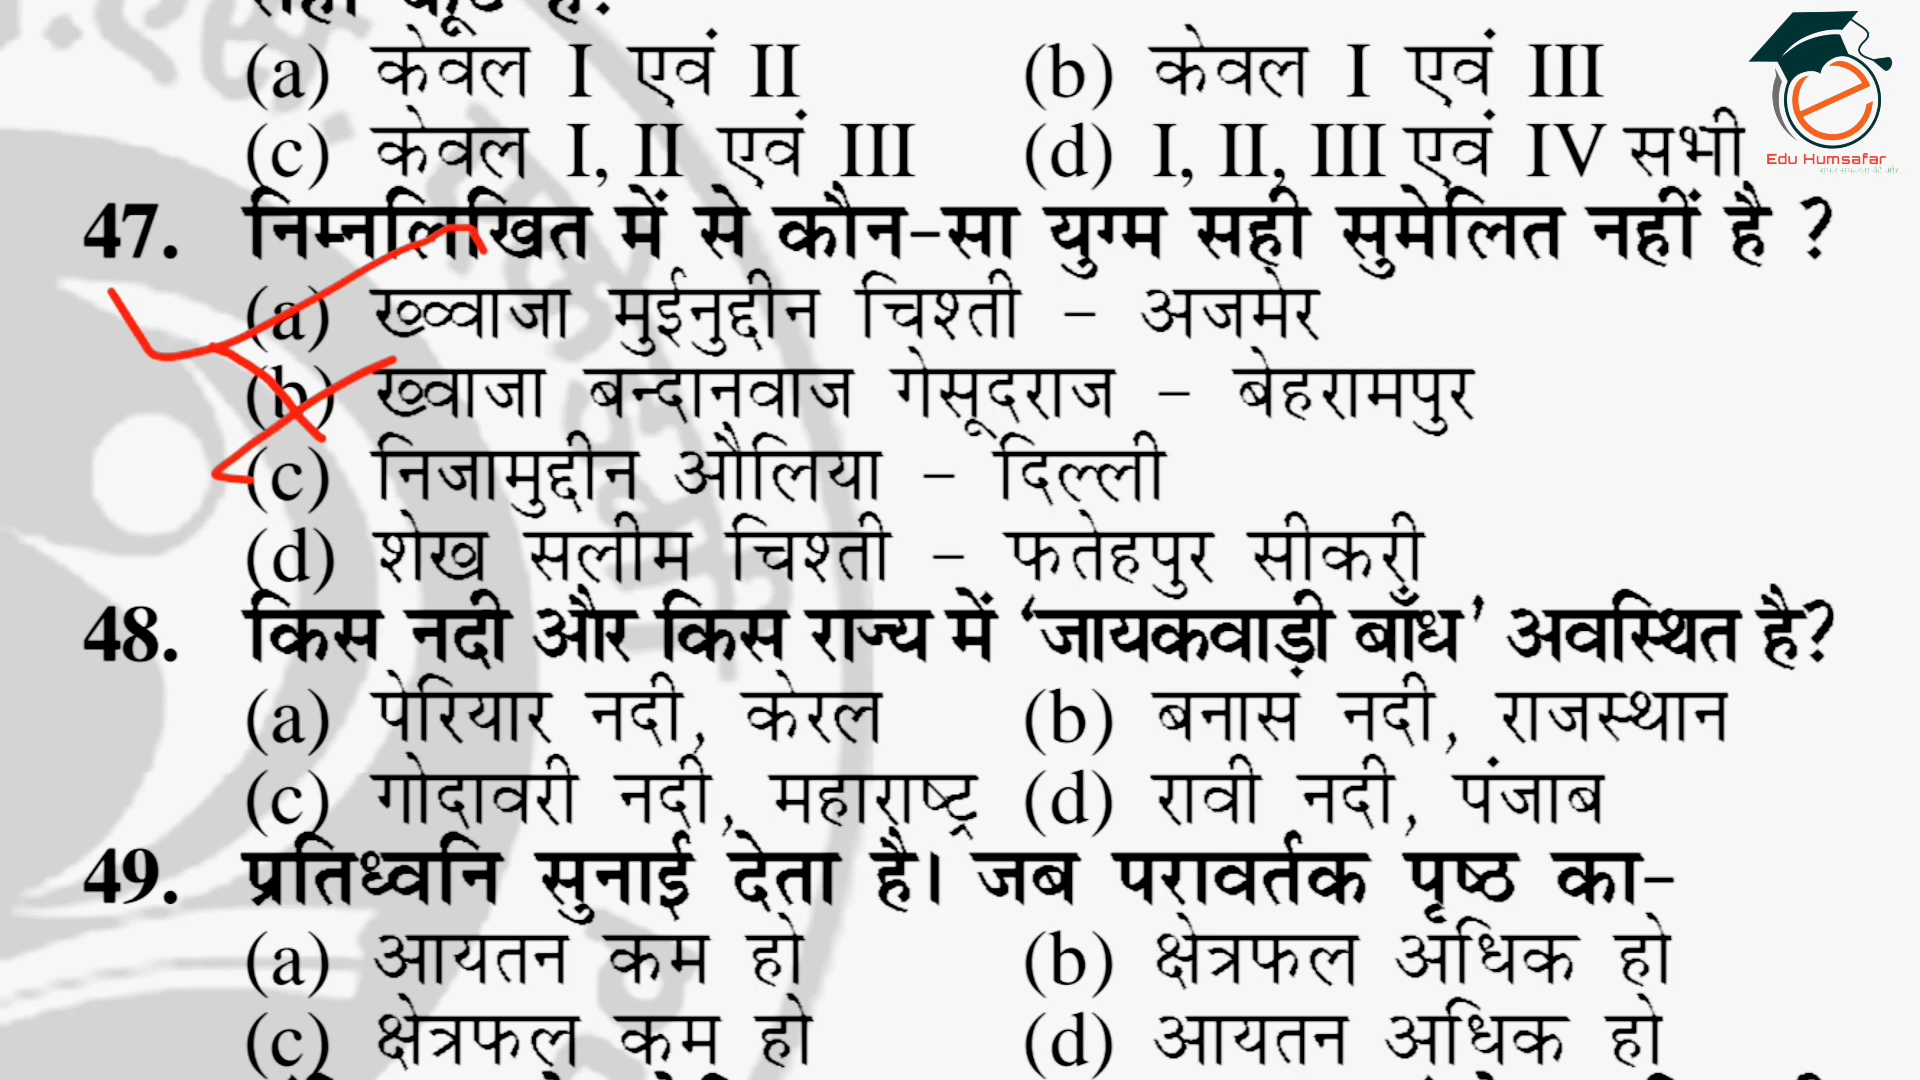 (a) केवल I एवं II (b) केवल I एवं III
(c) केवल I, II एवं III (d) I, II, III एवं IV सभी
Edu Humsafar
47. निम्नलिखित में से कौन-सा युग्म सही सुमेलित नहीं है ?
(a) ख्व्वाजा मुईनुद्दीन चिश्ती – अजमेर
(b) ख्वाजा बन्दानवाज गेसूदराज – बेहरामपुर
(c) निजामुद्दीन औलिया – दिल्ली
(d) शेख सलीम चिश्ती – फतेहपुर सीकरी
48. किस नदी और किस राज्य में ‘जायकवाड़ी बाँध’ अवस्थित है?
(a) पेरियार नदी, केरल (b) बनास नदी, राजस्थान
(c) गोदावरी नदी, महाराष्ट्र (d) रावी नदी, पंजाब
49. प्रतिध्वनि सुनाई देता है। जब परावर्तक पृष्ठ का–
(a) आयतन कम हो (b) क्षेत्रफल अधिक हो
(c) क्षेत्रफल कम हो (d) आयतन अधिक हो